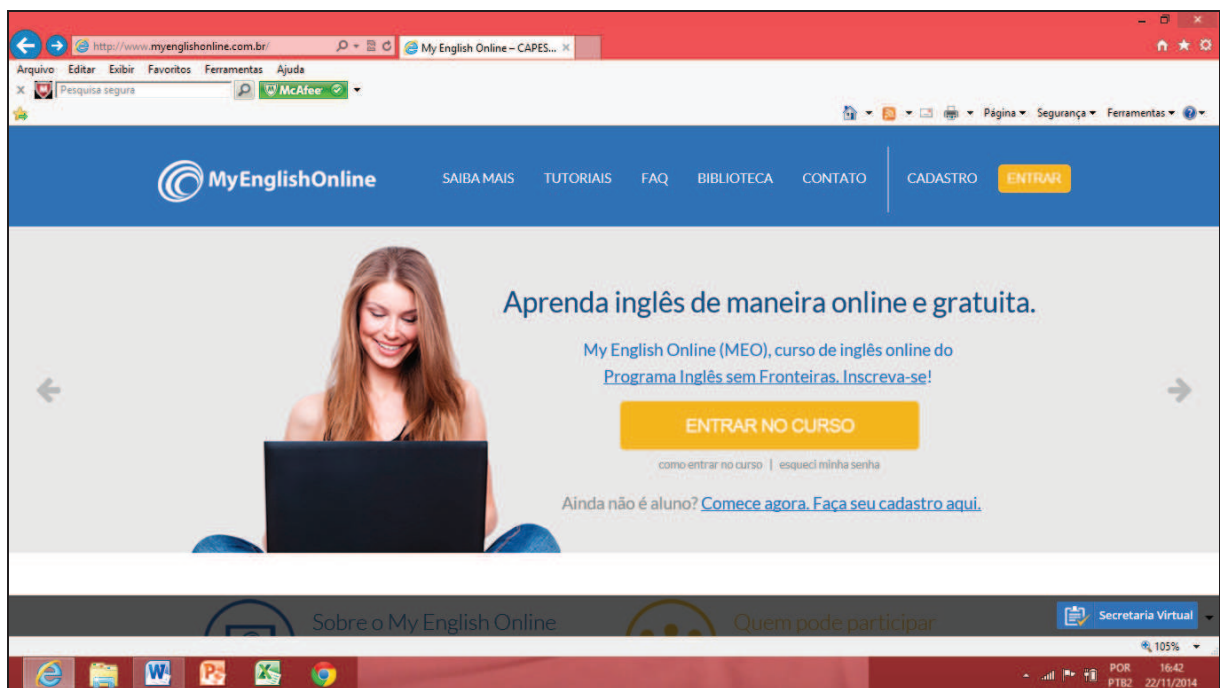 http://www.myenglishonline.com.br/
My English Online – CAPES...
Arquivo Editar Exibir Favoritos Ferramentas Ajuda
Pesquisa segura
McAfee
Página Segurança Ferramentas
MyEnglishOnline
SAIBA MAIS TUTORIAIS FAQ BIBLIOTECA CONTATO CADASTRO ENTRAR
Aprenda inglês de maneira online e gratuita.
My English Online (MEO), curso de inglês online do
Programa Inglês sem Fronteiras. Inscreva-se!
ENTRAR NO CURSO
como entrar no curso | esqueci minha senha
Ainda não é aluno? Comece agora. Faça seu cadastro aqui.
Sobre o My English Online
Quem pode participar
Secretaria Virtual
105%
POR 16:42
PTB2 22/11/2014